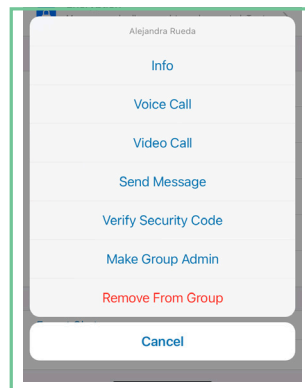 Alejandra Rueda
Info
Voice Call
Video Call
Send Message
Verify Security Code
Make Group Admin
Remove From Group
Cancel